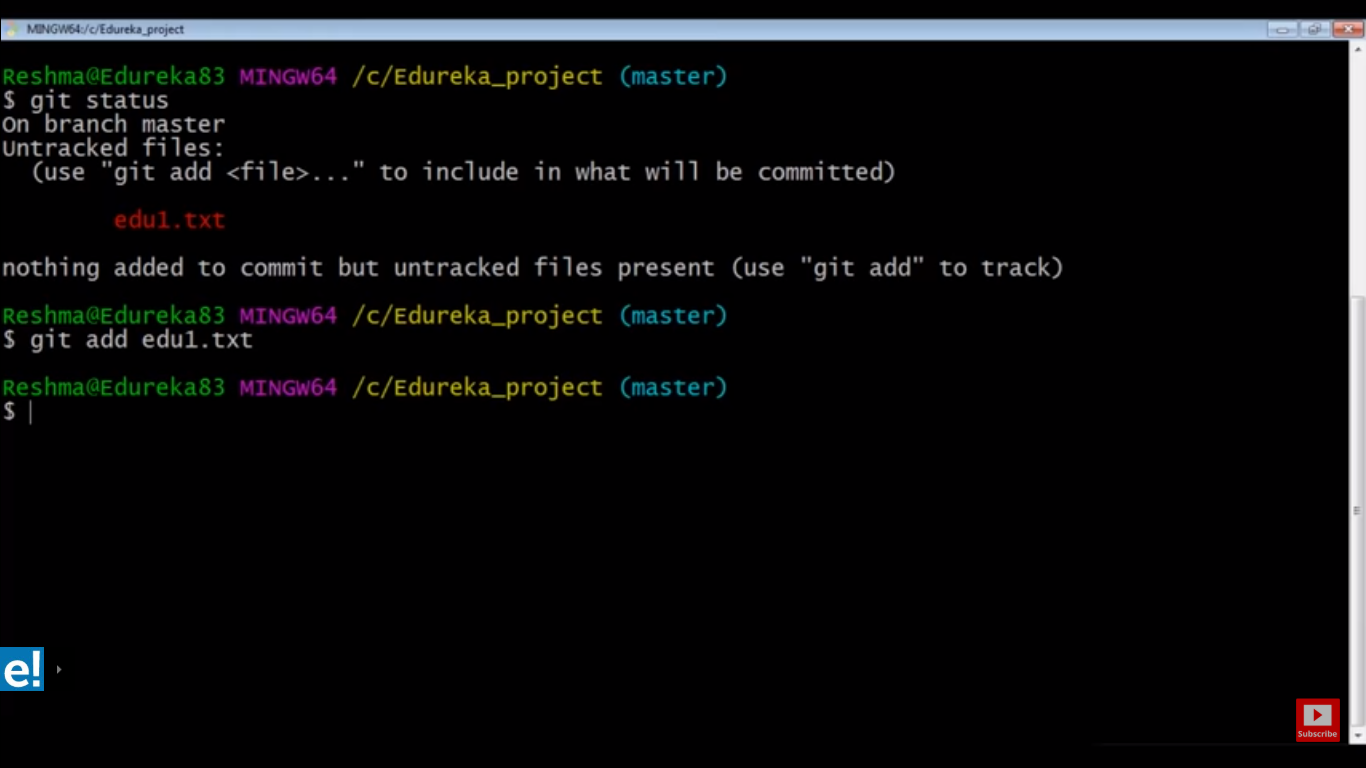 MINGW64:/c/Edureka_project
Reshma@Edureka83 MINGW64 /c/Edureka_project (master)
$ git status
On branch master
Untracked files:
(use "git add <file>..." to include in what will be committed)
edu1.txt
nothing added to commit but untracked files present (use "git add" to track)
Reshma@Edureka83 MINGW64 /c/Edureka_project (master)
$ git add edu1.txt
Reshma@Edureka83 MINGW64 /c/Edureka_project (master)
$
e!
Subscribe